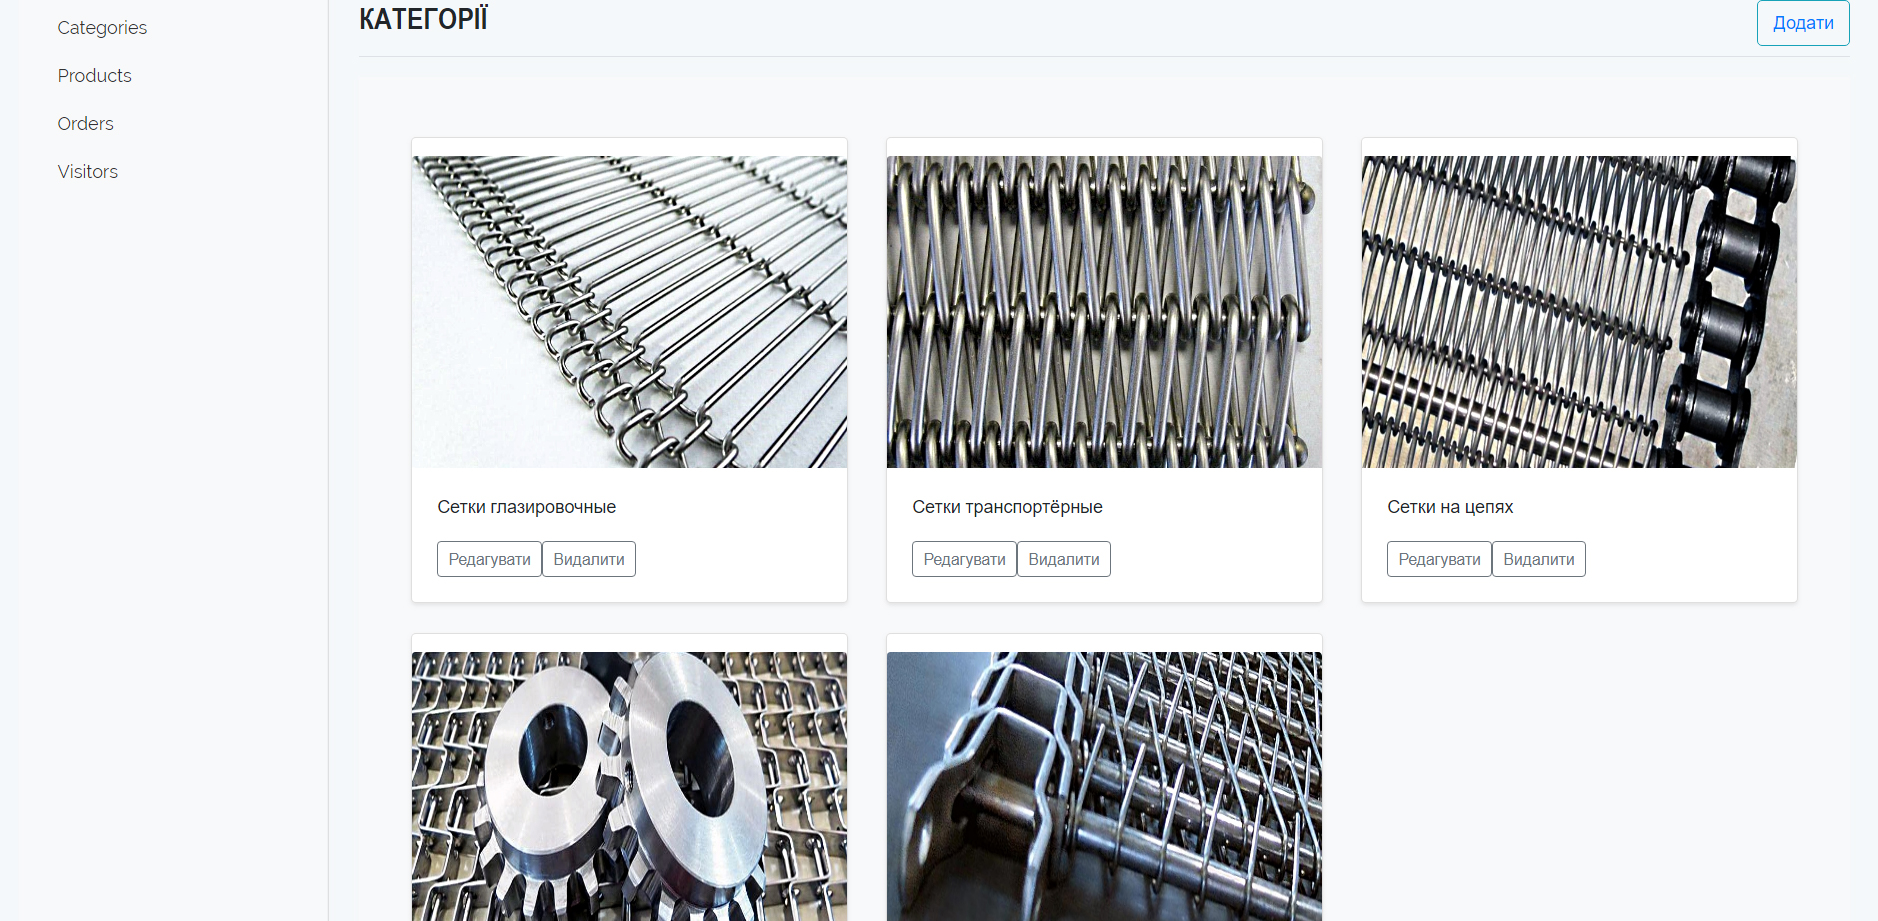 Categories
Products
Orders
Visitors
КАТЕГОРІЇ
Додати
Сетки глазировочные
Редагувати Видалити
Сетки транспортёрные
Редагувати Видалити
Сетки на цепях
Редагувати Видалити